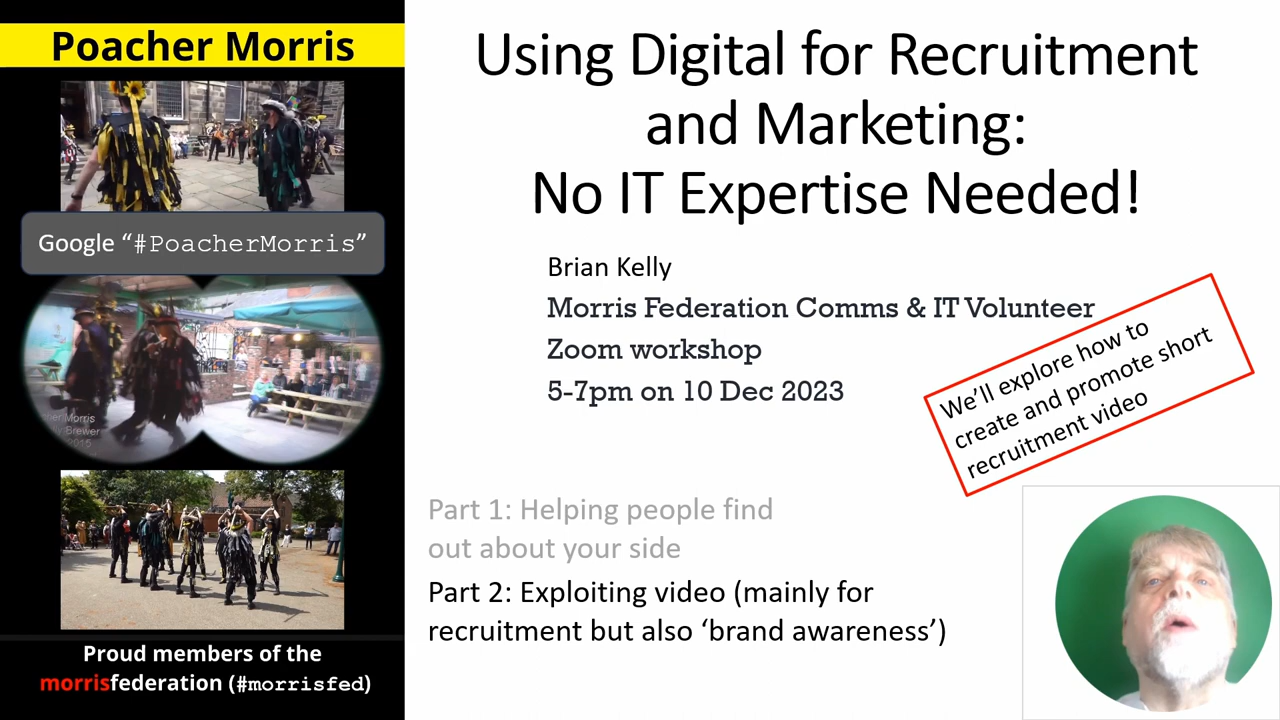 Poacher Morris
Google “#PoacherMorris”
Morris
Brewer
2015
Proud members of the
morrisfederation (#morrisfed)
Using Digital for Recruitment
and Marketing:
No IT Expertise Needed!
Brian Kelly
Morris Federation Comms & IT Volunteer
Zoom workshop
5-7pm on 10 Dec 2023
We’ll explore how to
create and promote short
recruitment video
Part 1: Helping people find
out about your side
Part 2: Exploiting video (mainly for
recruitment but also ‘brand awareness’)